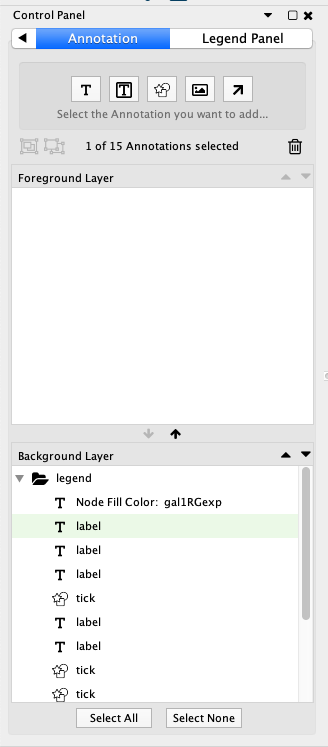 Control Panel
Annotation
Legend Panel
T T
Select the Annotation you want to add...
1 of 15 Annotations selected
Foreground Layer
Background Layer
legend
T Node Fill Color: gal1RGexp
T label
T label
T label
tick
T label
T label
tick
tick
Select All
Select None